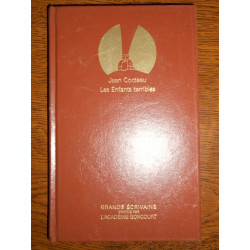 Jean Cocteau
Les Enfants terribles
GRANDS ÉCRIVAINS
CHOISIS PAR
L'ACADÉMIE GONCOURT